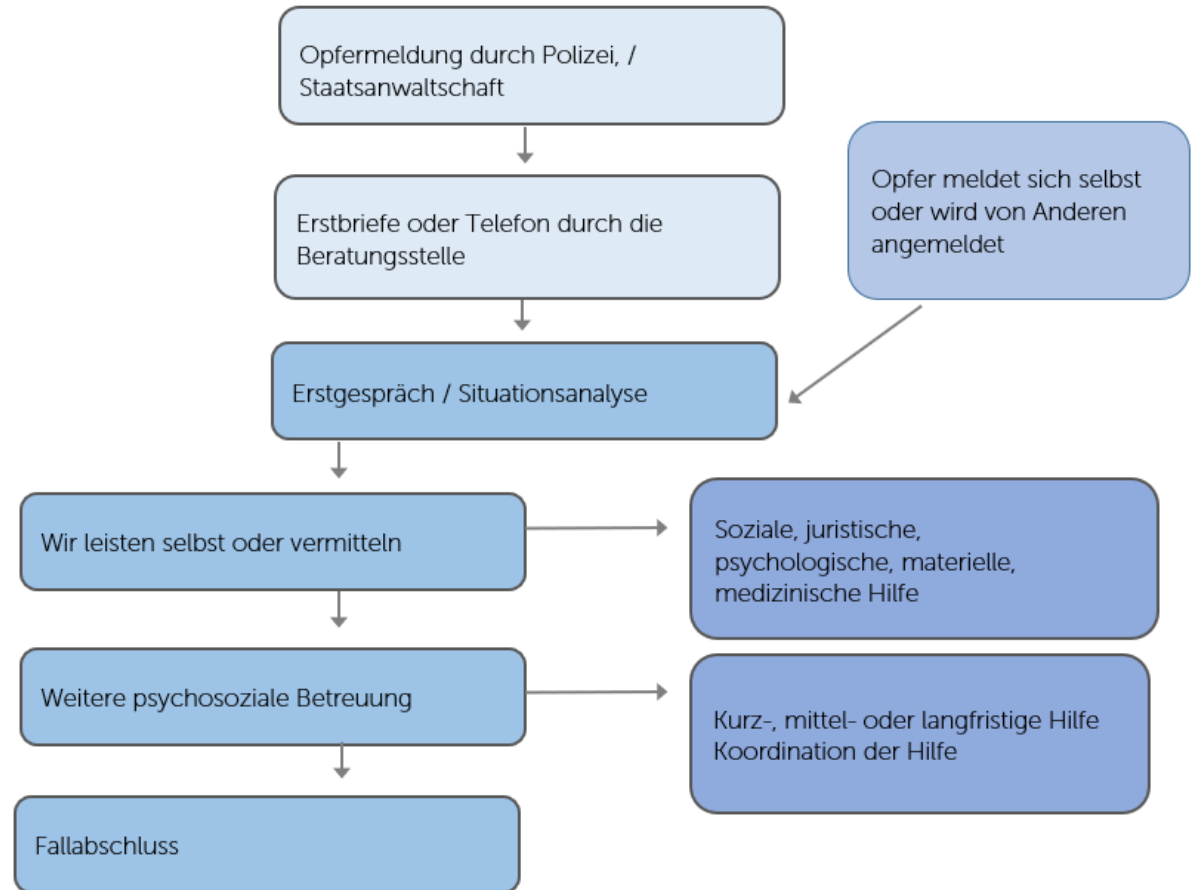 Opfermeldung durch Polizei, /
Staatsanwaltschaft
Erstbriefe oder Telefon durch die
Beratungsstelle
Opfer meldet sich selbst
oder wird von Anderen
angemeldet
Erstgespräch / Situationsanalyse
Wir leisten selbst oder vermitteln
Soziale, juristische,
psychologische, materielle,
medizinische Hilfe
Weitere psychosoziale Betreuung
Kurz-, mittel- oder langfristige Hilfe
Koordination der Hilfe
Fallabschluss